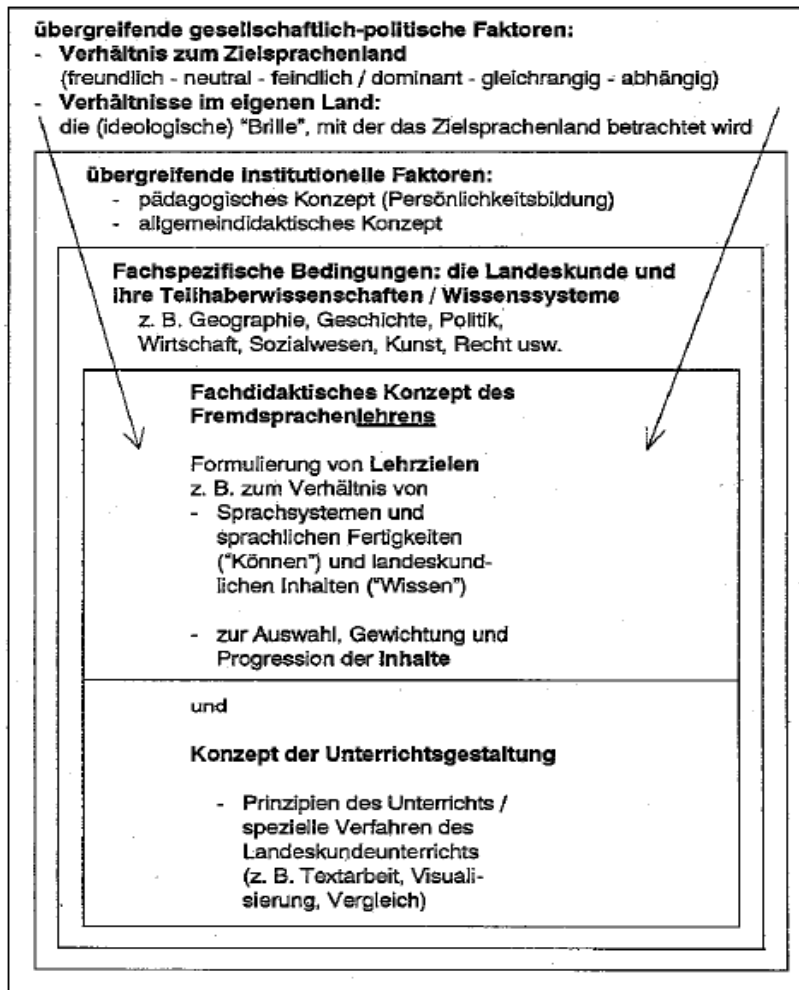 übergreifende gesellschaftlich-politische Faktoren:
- Verhältnis zum Zielsprachenland
(freundlich - neutral - feindlich / dominant - gleichrangig - abhängig)
- Verhältnisse im eigenen Land:
die (ideologische) "Brille", mit der das Zielsprachenland betrachtet wird
übergreifende institutionelle Faktoren:
- pädagogisches Konzept (Persönlichkeitsbildung)
- allgemeindidaktisches Konzept
Fachspezifische Bedingungen: die Landeskunde und
ihre Teilhaberwissenschaften / Wissenssysteme
z. B. Geographie, Geschichte, Politik,
Wirtschaft, Sozialwesen, Kunst, Recht usw.
Fachdidaktisches Konzept des
Fremdsprachenlehrens
Formulierung von Lehrzielen
z. B. zum Verhältnis von
- Sprachsystemen und
sprachlichen Fertigkeiten
("Können") und landeskund-
lichen Inhalten ("Wissen")
- zur Auswahl, Gewichtung und
Progression der Inhalte
und
Konzept der Unterrichtsgestaltung
- Prinzipien des Unterrichts /
spezielle Verfahren des
Landeskundeunterrichts
(z. B. Textarbeit, Visuali-
sierung, Vergleich)